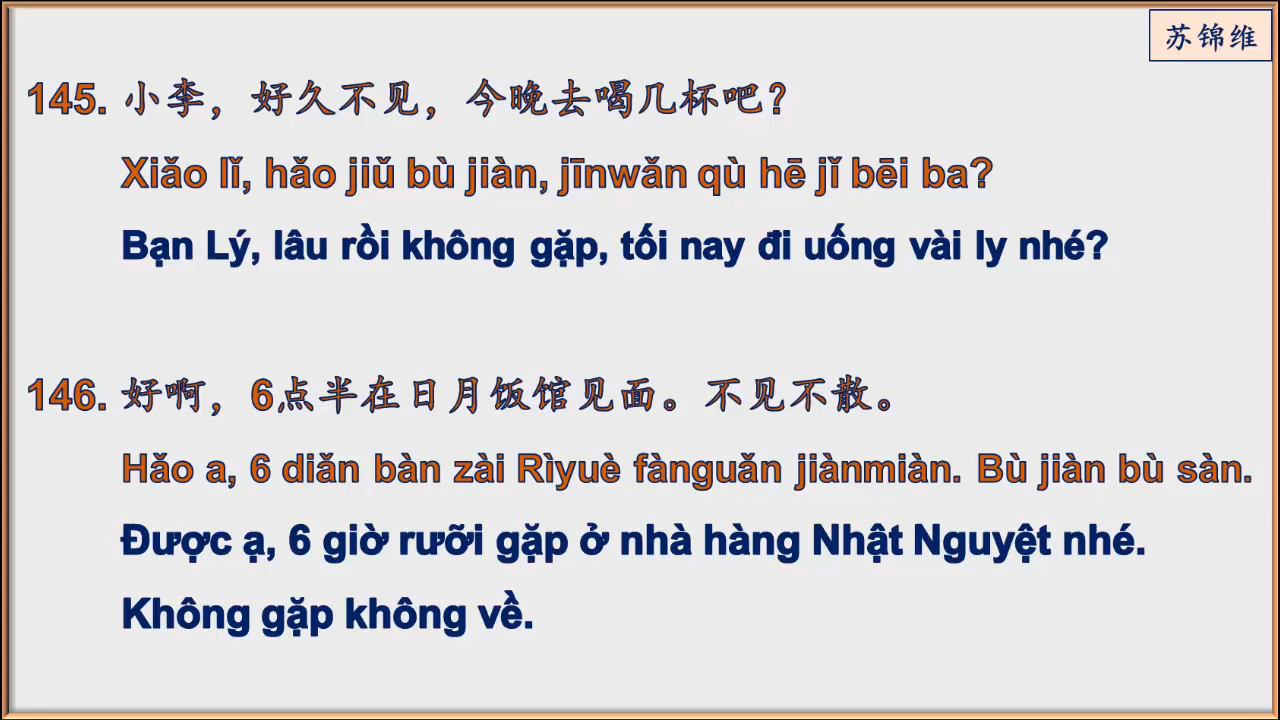 苏锦维
145. 小李，好久不见，今晚去喝几杯吧？
Xiǎo lǐ, hǎo jiǔ bù jiàn, jīnwǎn qù hē jǐ bēi ba?
Bạn Lý, lâu rồi không gặp, tối nay đi uống vài ly nhé?
146. 好啊，6点半在日月饭馆见面。不见不散。
Hǎo a, 6 diǎn bàn zài Rìyuè fànguǎn jiànmiàn. Bù jiàn bù sàn.
Được ạ, 6 giờ rưỡi gặp ở nhà hàng Nhật Nguyệt nhé.
Không gặp không về.